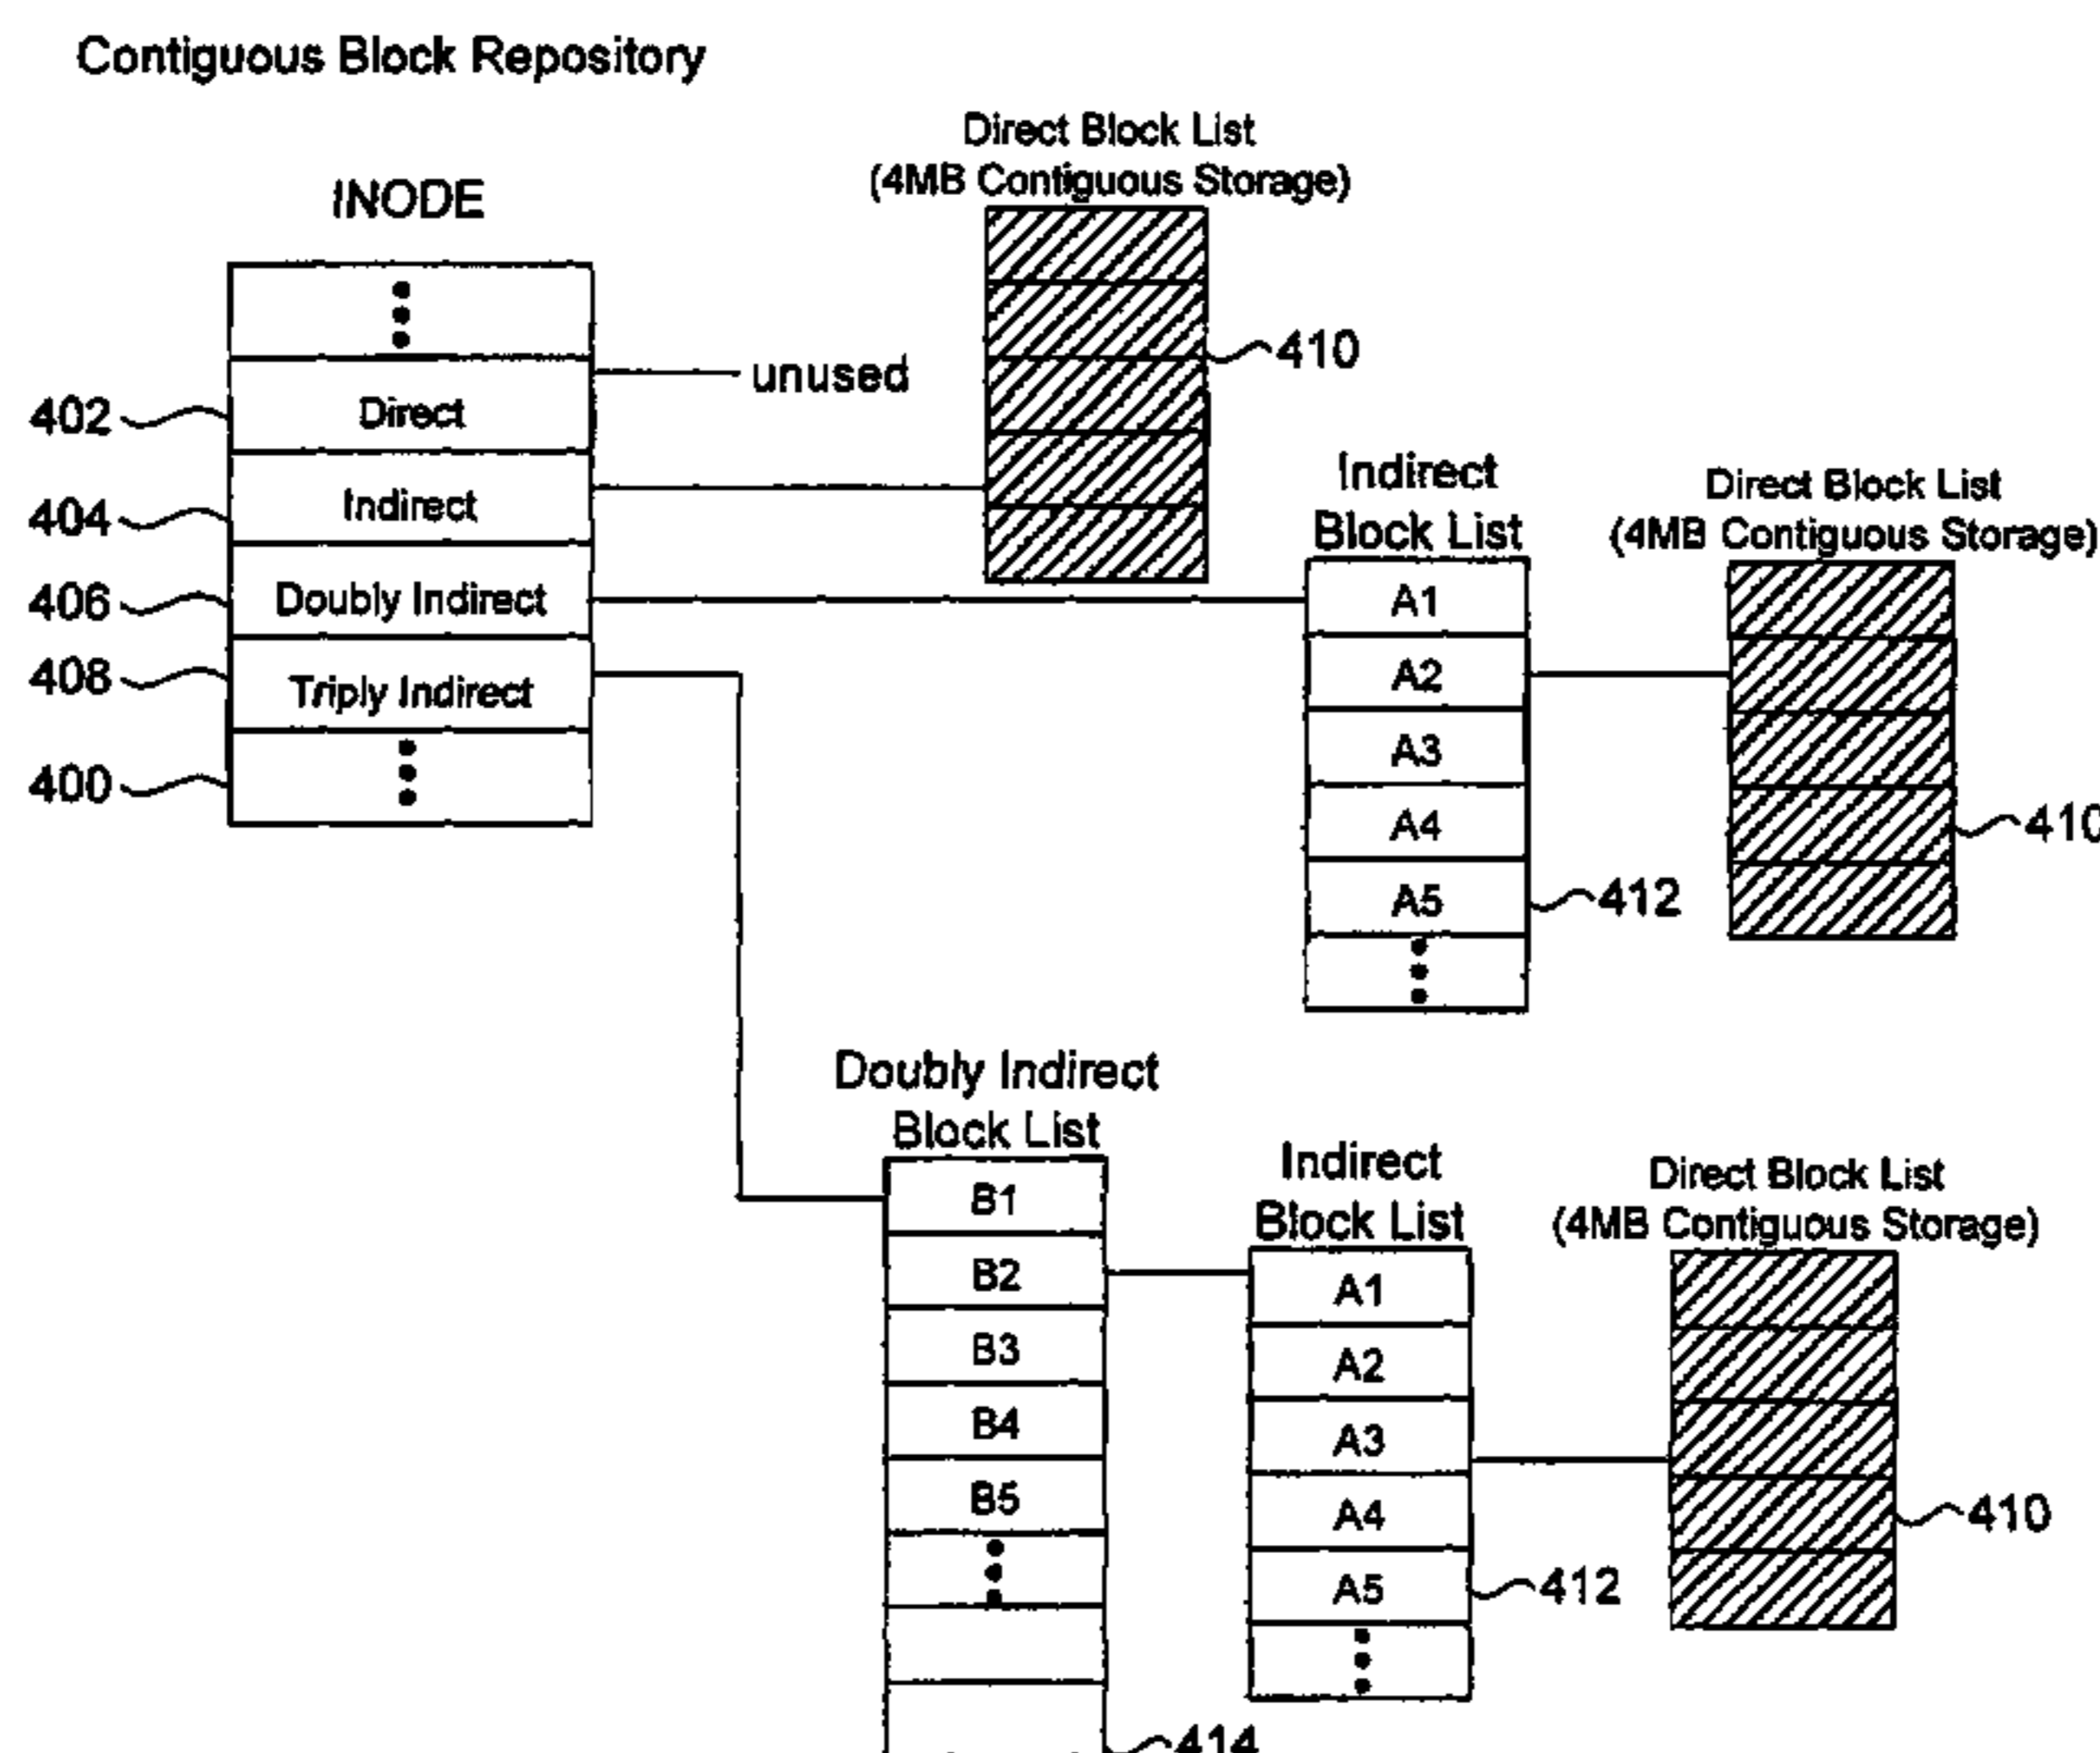 Contiguous Block Repository
INODE
402
Direct
unused
404
Indirect
406
Doubly Indirect
408
Triply Indirect
400
Direct Block List
(4MB Contiguous Storage)
410
Indirect
Block List
A1
A2
A3
A4
A5
412
Direct Block List
(4MB Contiguous Storage)
410
Doubly Indirect
Block List
B1
B2
B3
B4
B5
414
Indirect
Block List
A1
A2
A3
A4
A5
412
Direct Block List
(4MB Contiguous Storage)
410